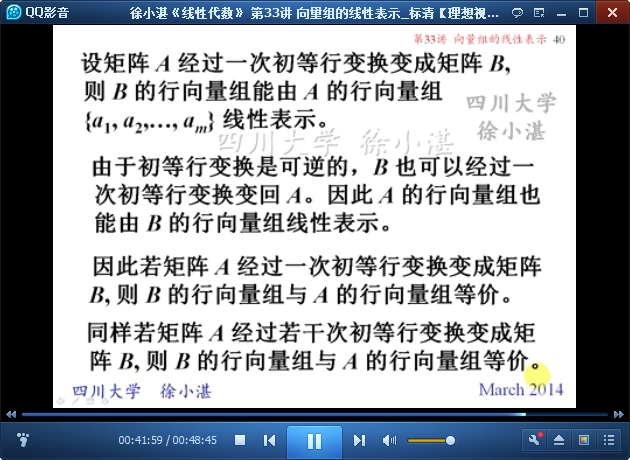 QQ影音
徐小湛《线性代数》 第33讲 向量组的线性表示_标清【理想视...
第33讲 向量组的线性表示 40
设矩阵 A 经过一次初等行变换变成矩阵 B,
则 B 的行向量组能由 A 的行向量组
{a1, a2,…, am} 线性表示。
四川大学
徐小湛
四川大学 徐小湛
由于初等行变换是可逆的，B 也可以经过一
次初等行变换变回 A。因此 A 的行向量组也
能由 B 的行向量组线性表示。
因此若矩阵 A 经过一次初等行变换变成矩阵
B, 则 B 的行向量组与 A 的行向量组等价。
同样若矩阵 A 经过若干次初等行变换变成矩
阵 B, 则 B 的行向量组与 A 的行向量组等价。
四川大学 徐小湛
March 2014
00:41:59 / 00:48:45